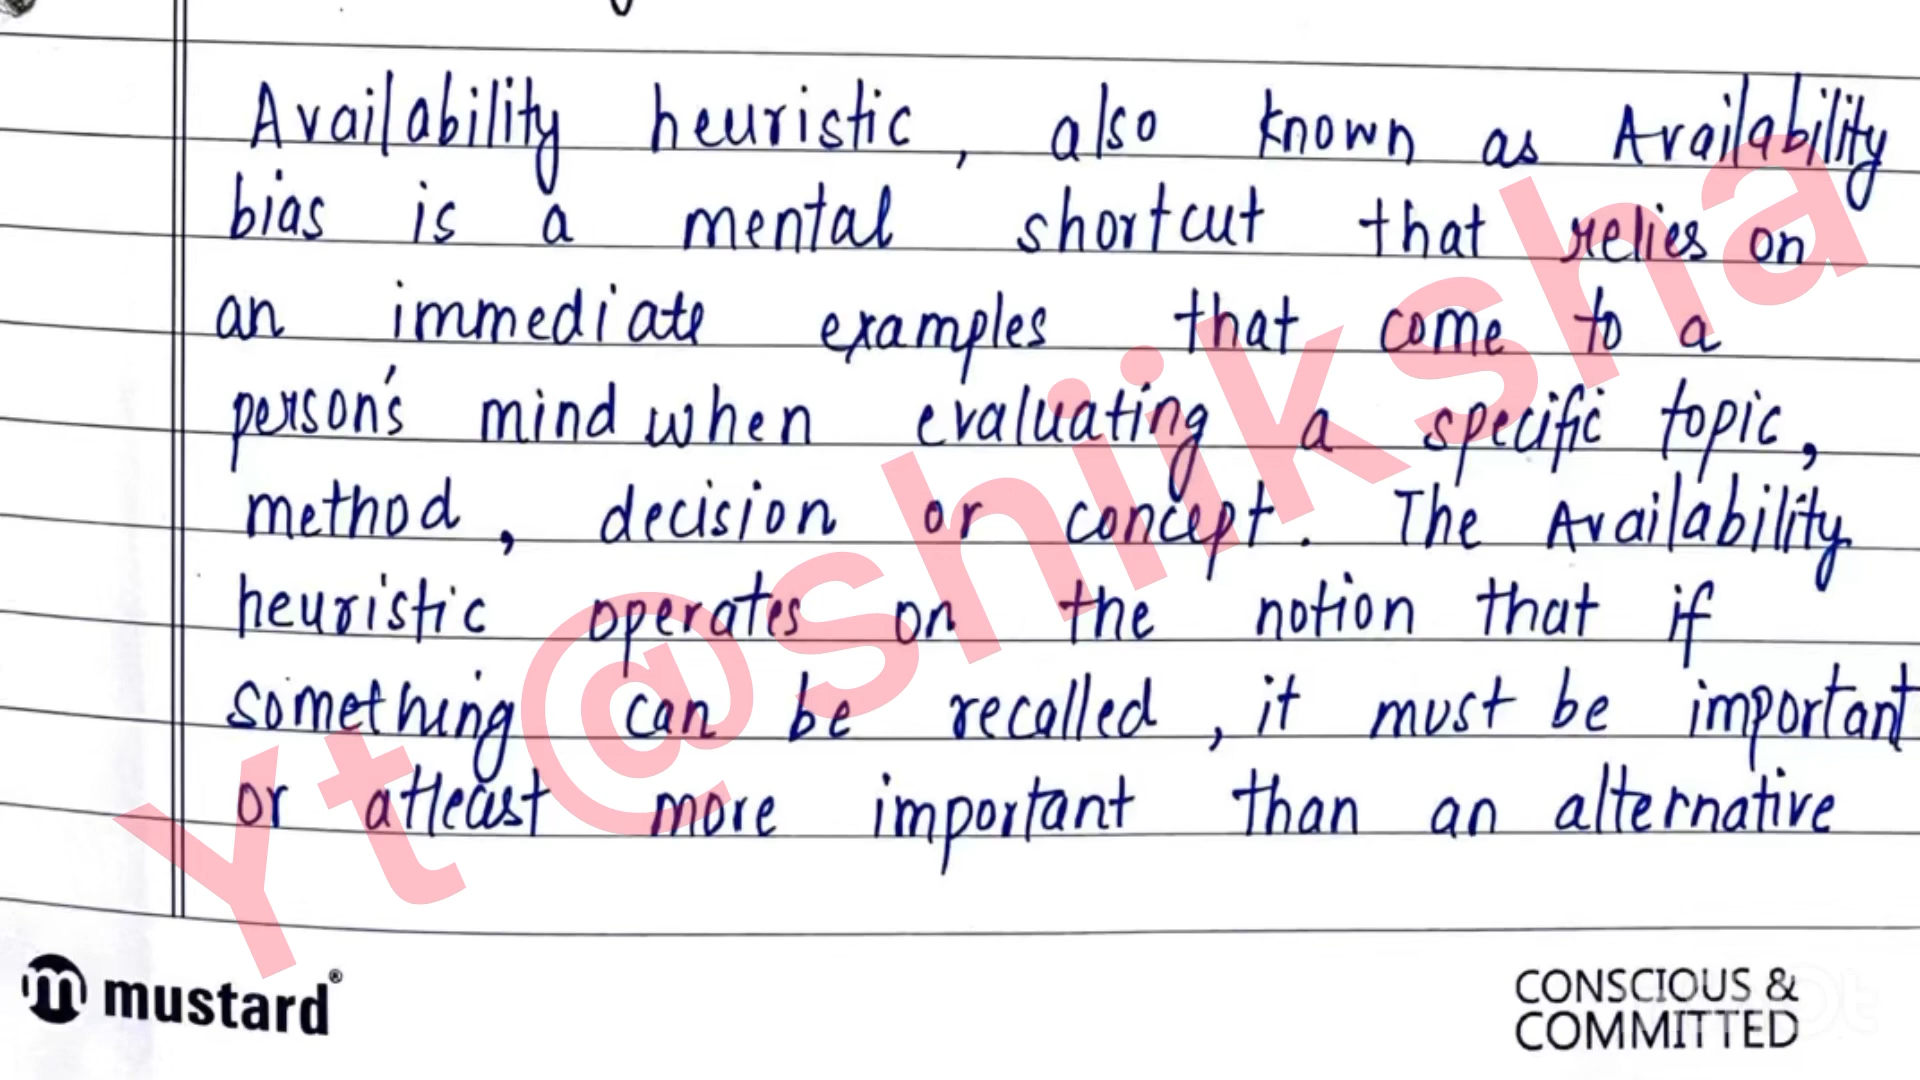 Availability heuristic, also known as Availability
bias is a mental shortcut that relies on
an immediate examples that come to a
person's mind when evaluating a specific topic,
method, decision or concept. The Availability
heuristic operates on the notion that if
something can be recalled, it must be important
or atleast more important than an alternative
Yt @shiiksha
m mustard®
CONSCIOUS &
COMMITTED